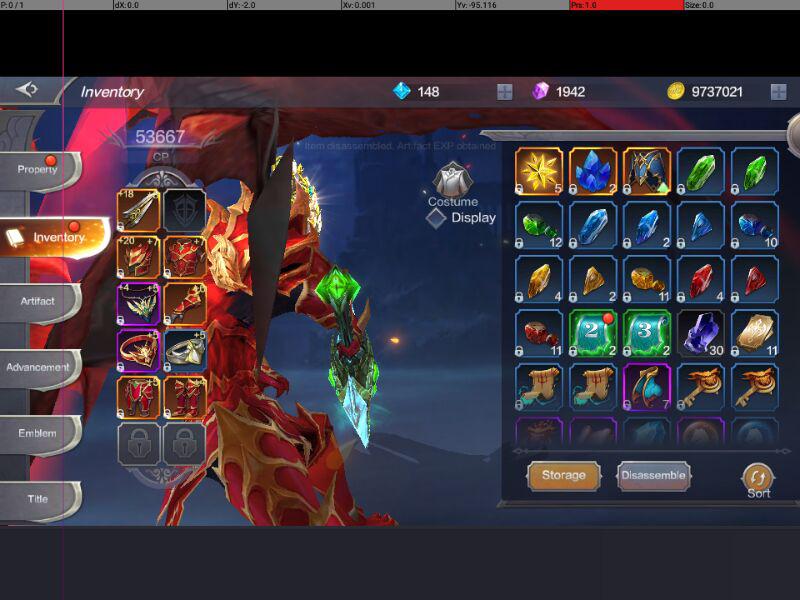 P: 0 / 1 dX: 0.0 dY: -2.0 Xv: 0.001 Yv: -95.116 Prs: 1.0 Size: 0.0
Inventory 148 1942 9737021
53667
CP
Item disassembled. Artifact EXP obtained
Property
Costume
Display
Inventory
Artifact
Advancement
Emblem
Title
+18
+20
+4 +5
5 2
12 2 10
4 2 11 4
11 2 2 3 2 30 11
7
Storage Disassemble Sort